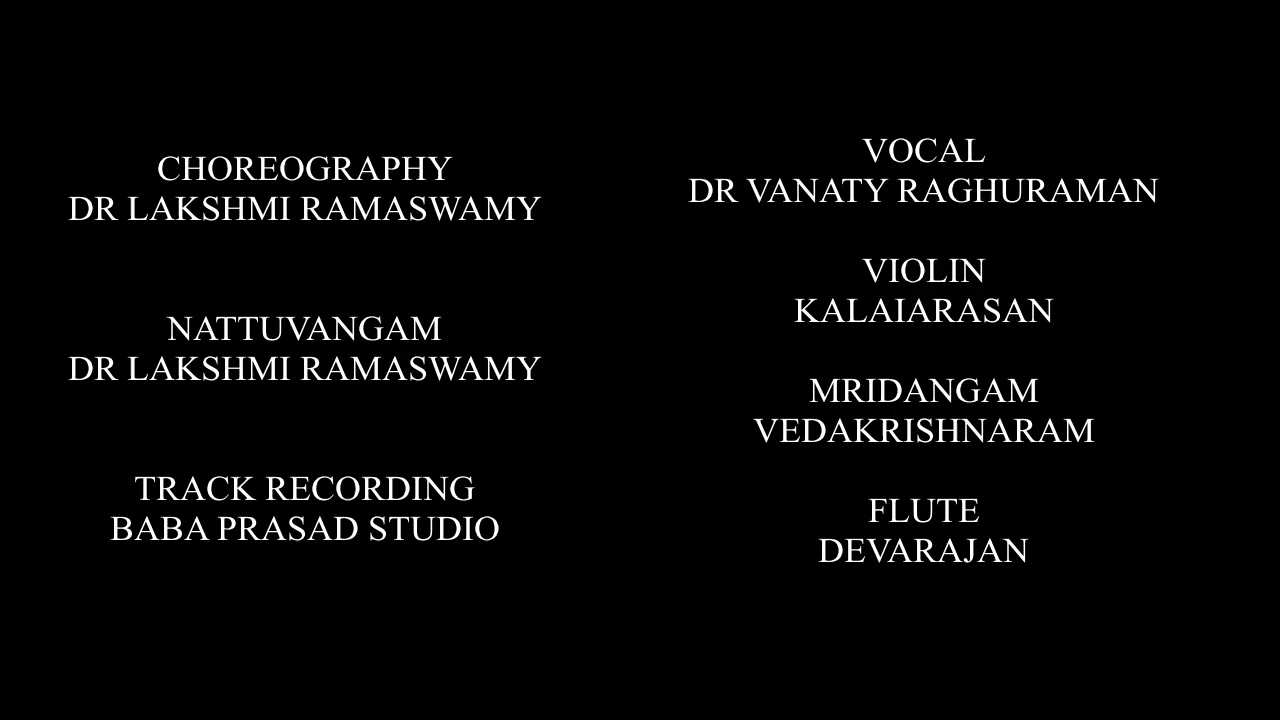 CHOREOGRAPHY
DR LAKSHMI RAMASWAMY
NATTUVANGAM
DR LAKSHMI RAMASWAMY
TRACK RECORDING
BABA PRASAD STUDIO
VOCAL
DR VANATY RAGHURAMAN
VIOLIN
KALAIARASAN
MRIDANGAM
VEDAKRISHNARAM
FLUTE
DEVARAJAN